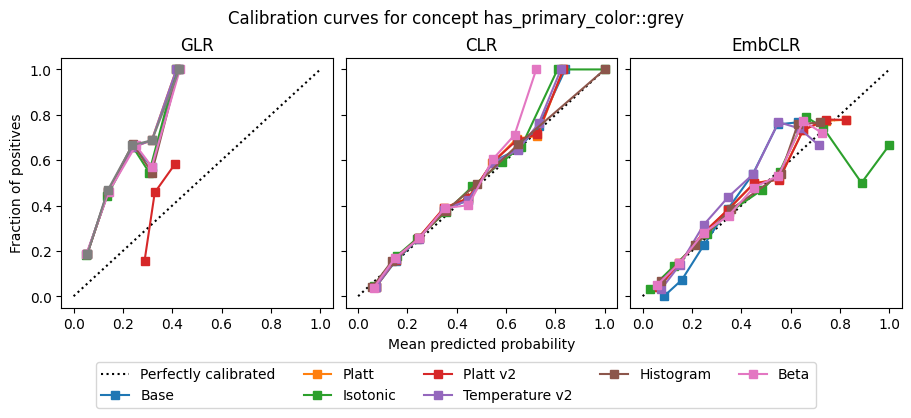 Calibration curves for concept has_primary_color::grey
GLR
CLR
EmbCLR
Fraction of positives
1.0
0.8
0.6
0.4
0.2
0.0
0.0 0.2 0.4 0.6 0.8 1.0
0.0 0.2 0.4 0.6 0.8 1.0
0.0 0.2 0.4 0.6 0.8 1.0
Mean predicted probability
Perfectly calibrated
Base
Platt
Isotonic
Platt v2
Temperature v2
Histogram
Beta